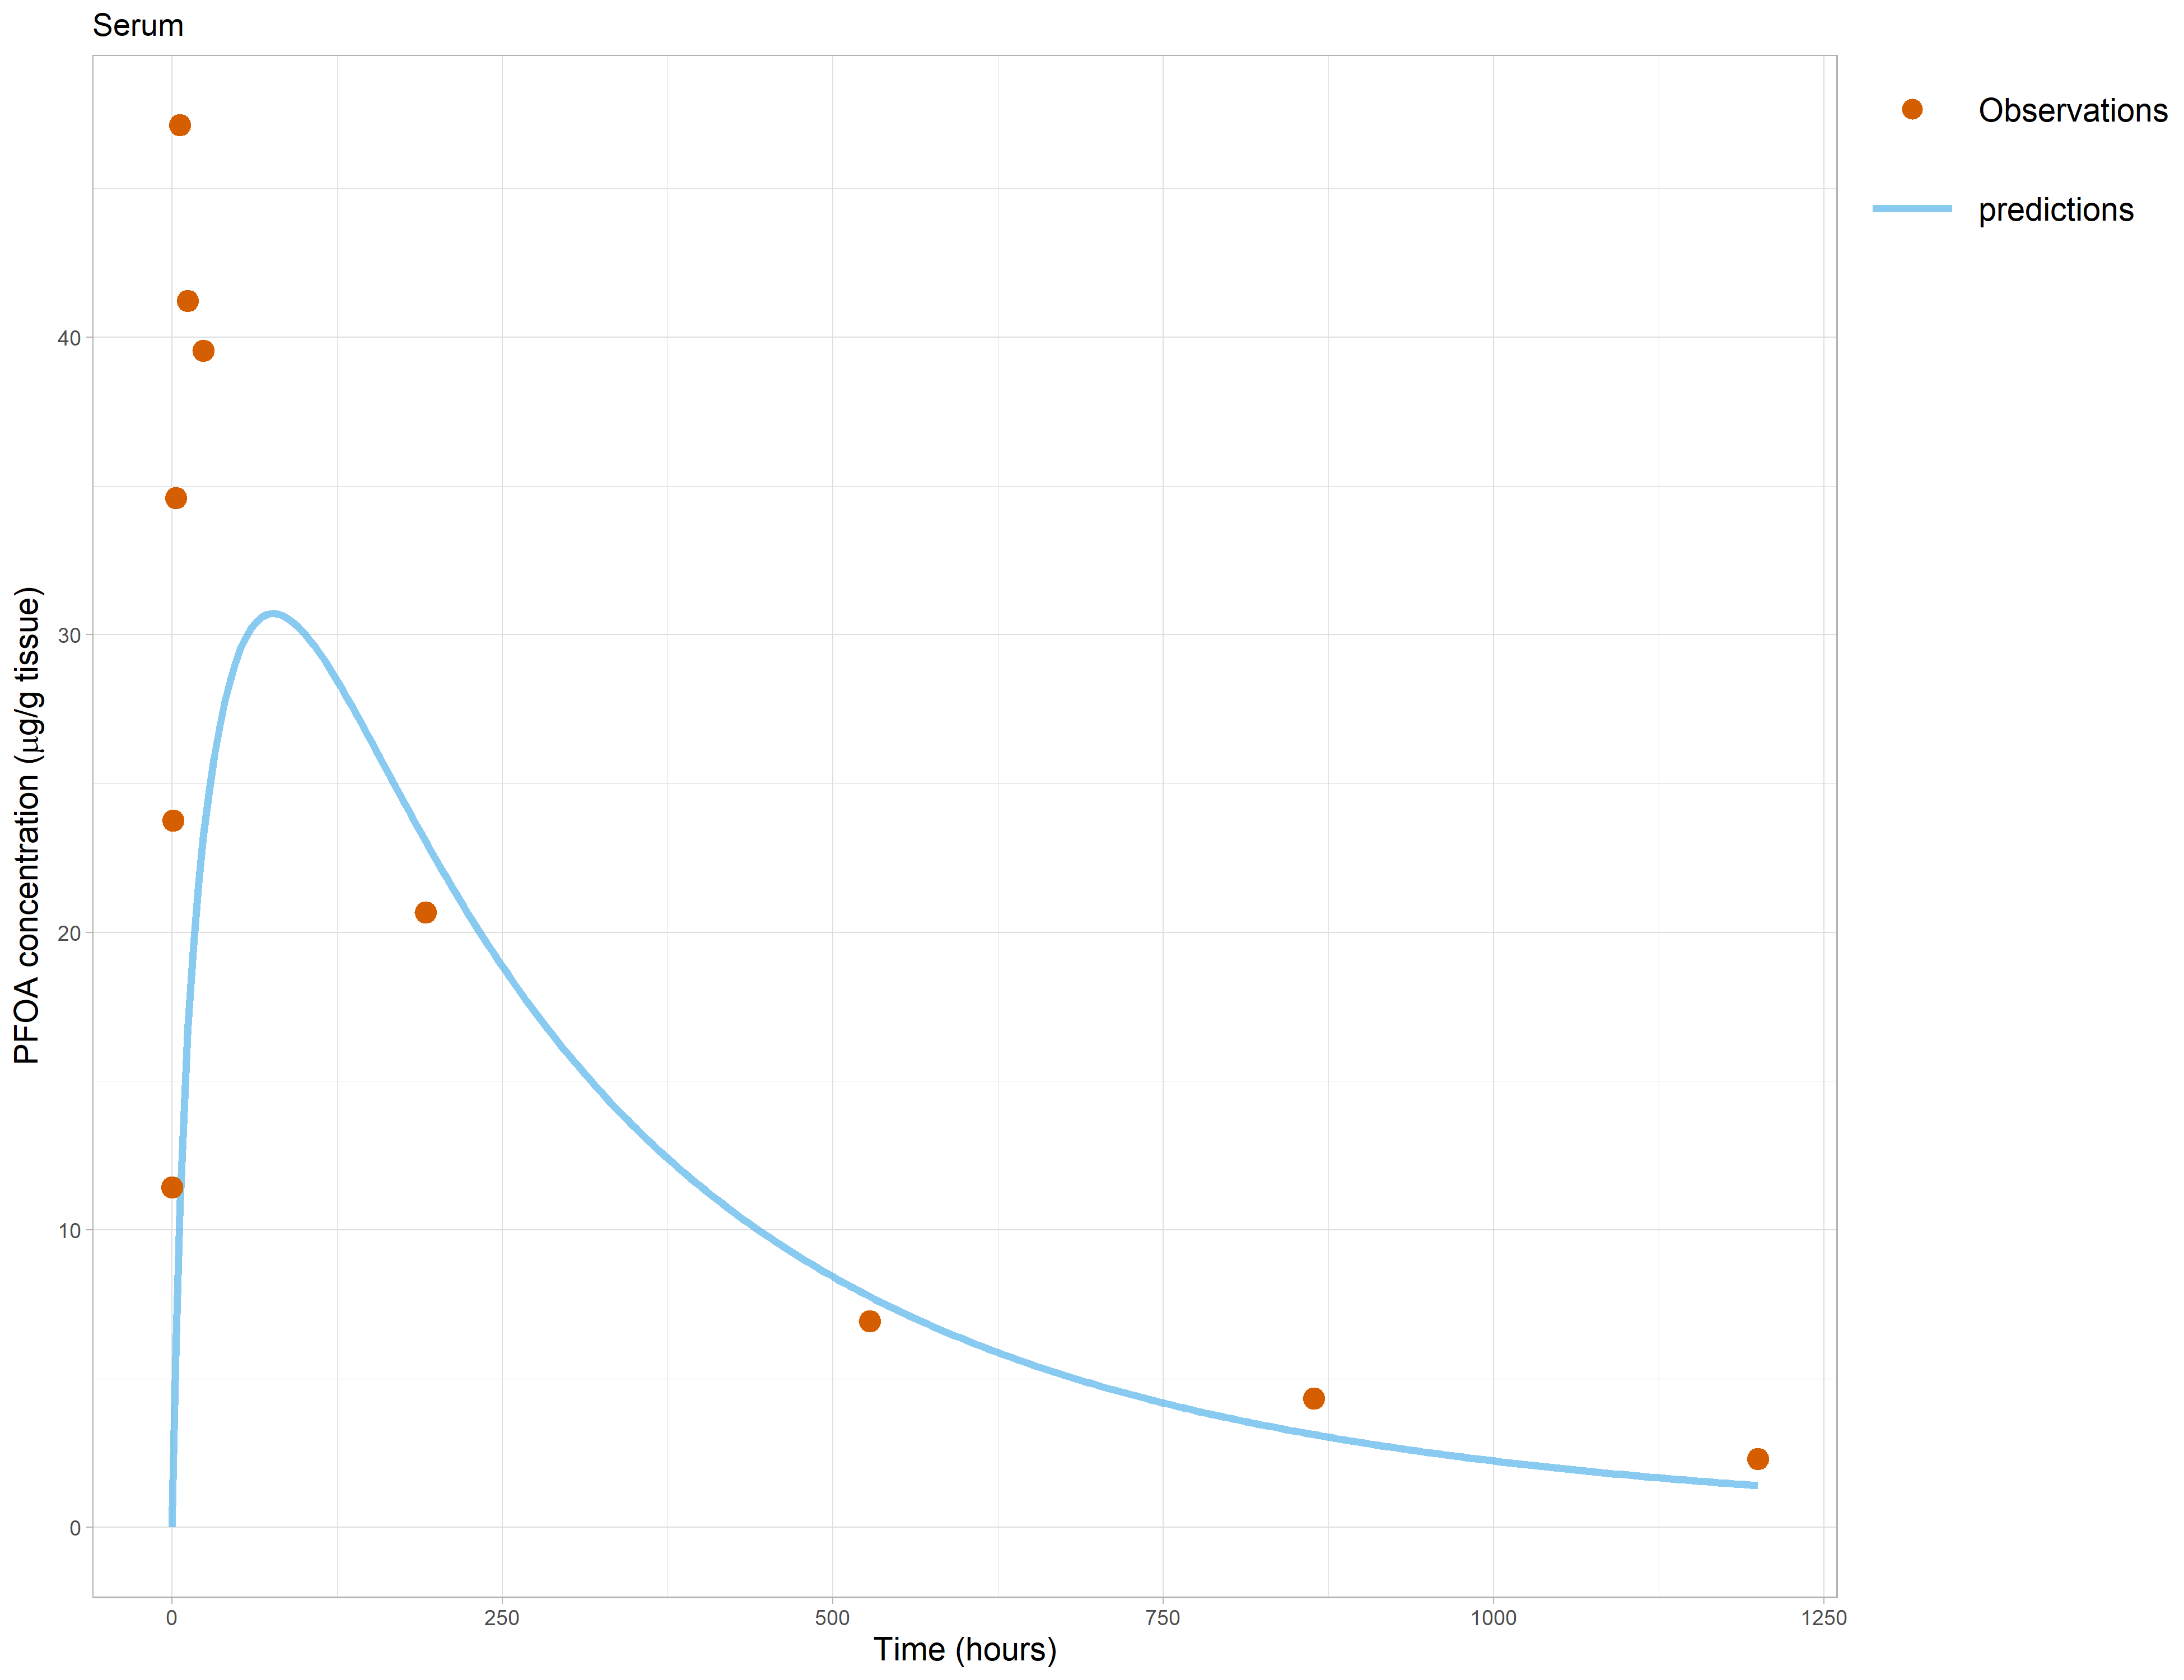 Serum
Observations
predictions
PFOA concentration (μg/g tissue)
40
30
20
10
0
0 250 500 750 1000 1250
Time (hours)